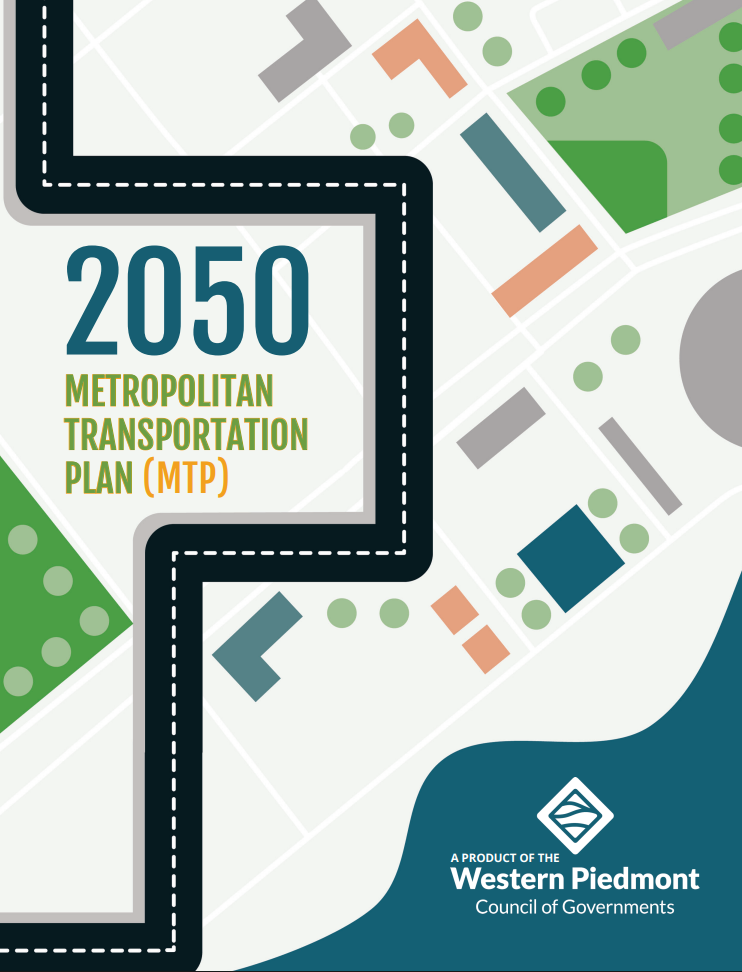 2050
METROPOLITAN
TRANSPORTATION
PLAN (MTP)
A PRODUCT OF THE
Western Piedmont
Council of Governments